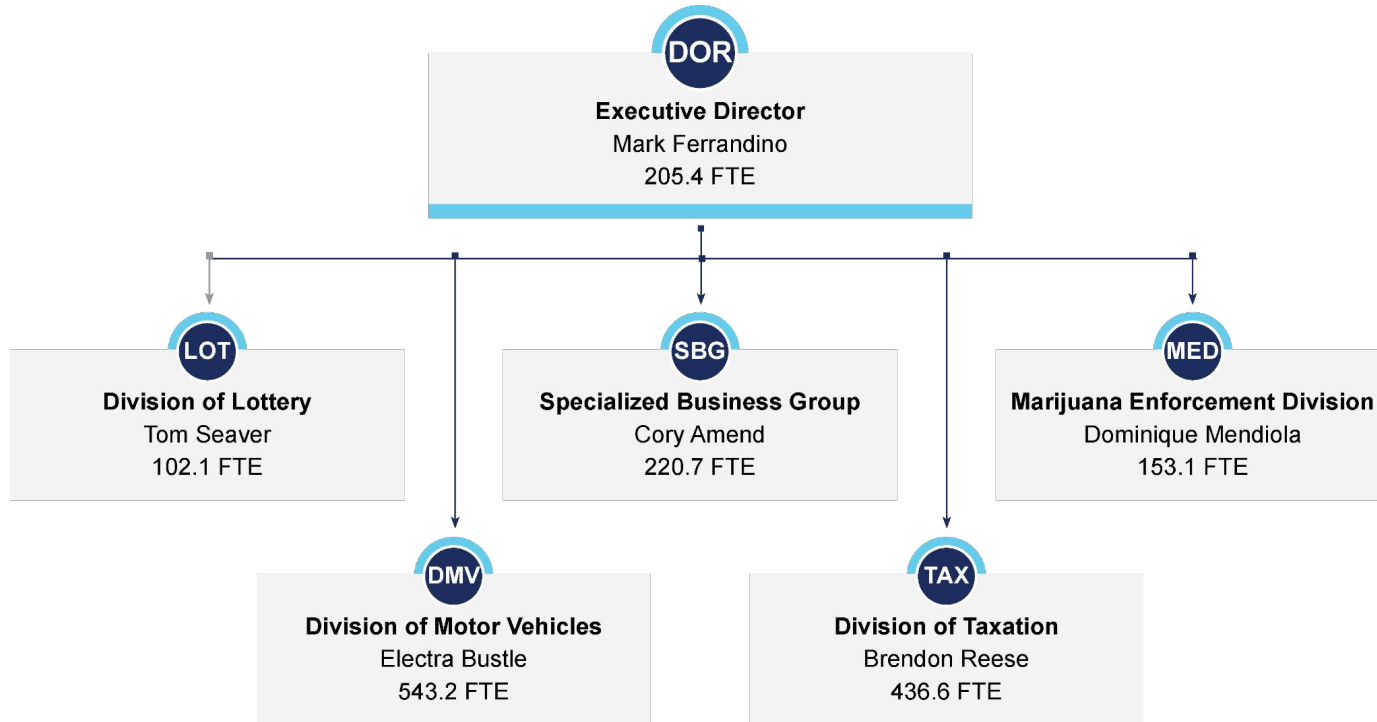 DOR
Executive Director
Mark Ferrandino
205.4 FTE
LOT
Division of Lottery
Tom Seaver
102.1 FTE
SBG
Specialized Business Group
Cory Amend
220.7 FTE
MED
Marijuana Enforcement Division
Dominique Mendiola
153.1 FTE
DMV
Division of Motor Vehicles
Electra Bustle
543.2 FTE
TAX
Division of Taxation
Brendon Reese
436.6 FTE